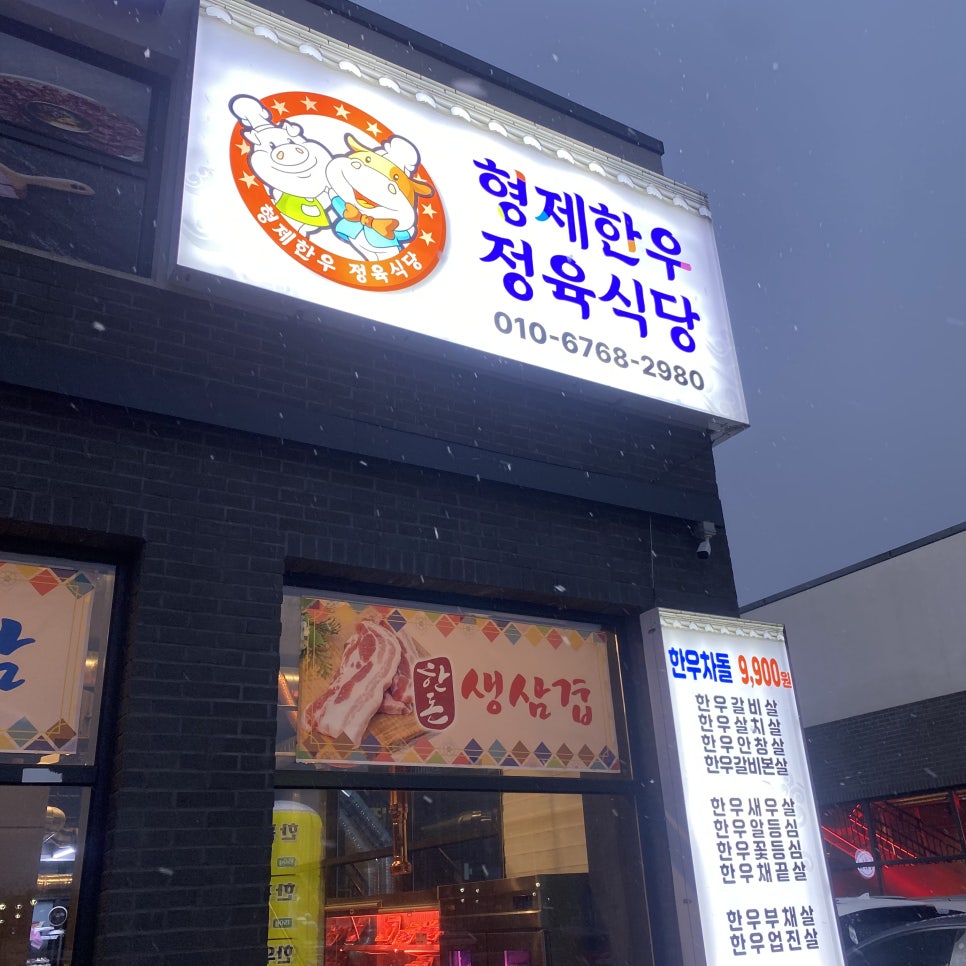 형제한우
정육식당
010-6768-2980
형제한우 정육식당
한돈
생삼겹
한우차돌 9,900원
한우갈비살
한우살치살
한우안창살
한우갈비본살
한우새우살
한우알등심
한우꽃등심
한우채끝살
한우부채살
한우업진살